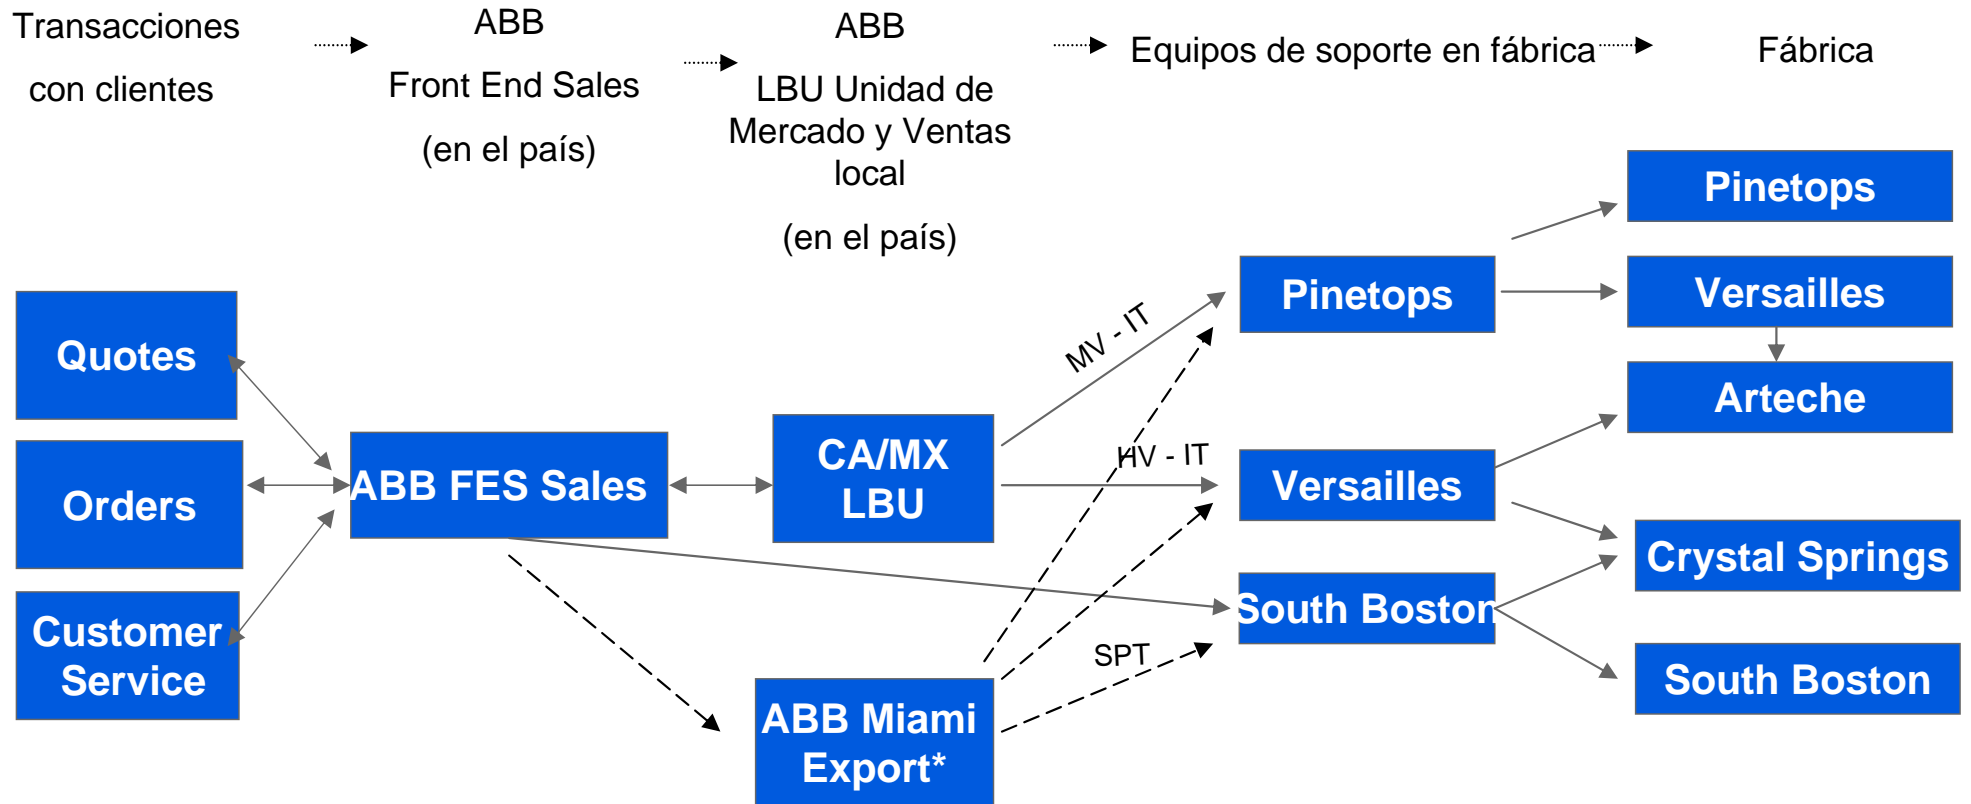 Transacciones
con clientes
ABB
Front End Sales
(en el país)
ABB
LBU Unidad de
Mercado y Ventas
local
(en el país)
Equipos de soporte en fábrica
Fábrica
Quotes
Orders
Customer
Service
ABB FES Sales
CA/MX
LBU
ABB Miami
Export*
MV - IT
HV - IT
SPT
Pinetops
Versailles
South Boston
Pinetops
Versailles
Arteche
Crystal Springs
South Boston